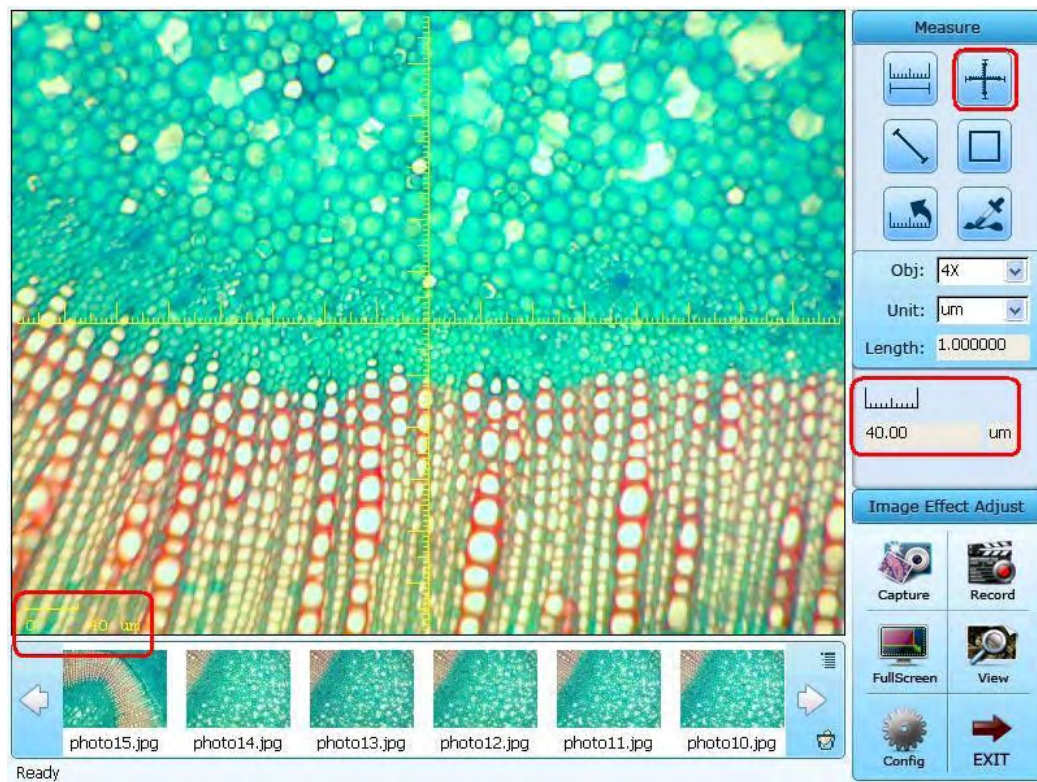 Measure
Obj: 4X
Unit: um
Length: 1.000000
40.00 um
Image Effect Adjust
Capture Record
FullScreen View
Config EXIT
0 40 um
photo15.jpg photo14.jpg photo13.jpg photo12.jpg photo11.jpg photo10.jpg
Ready